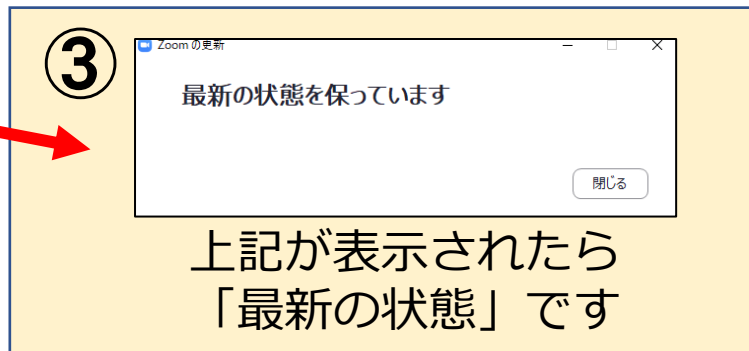 ③
Zoom の更新
最新の状態を保っています
閉じる
上記が表示されたら
「最新の状態」です